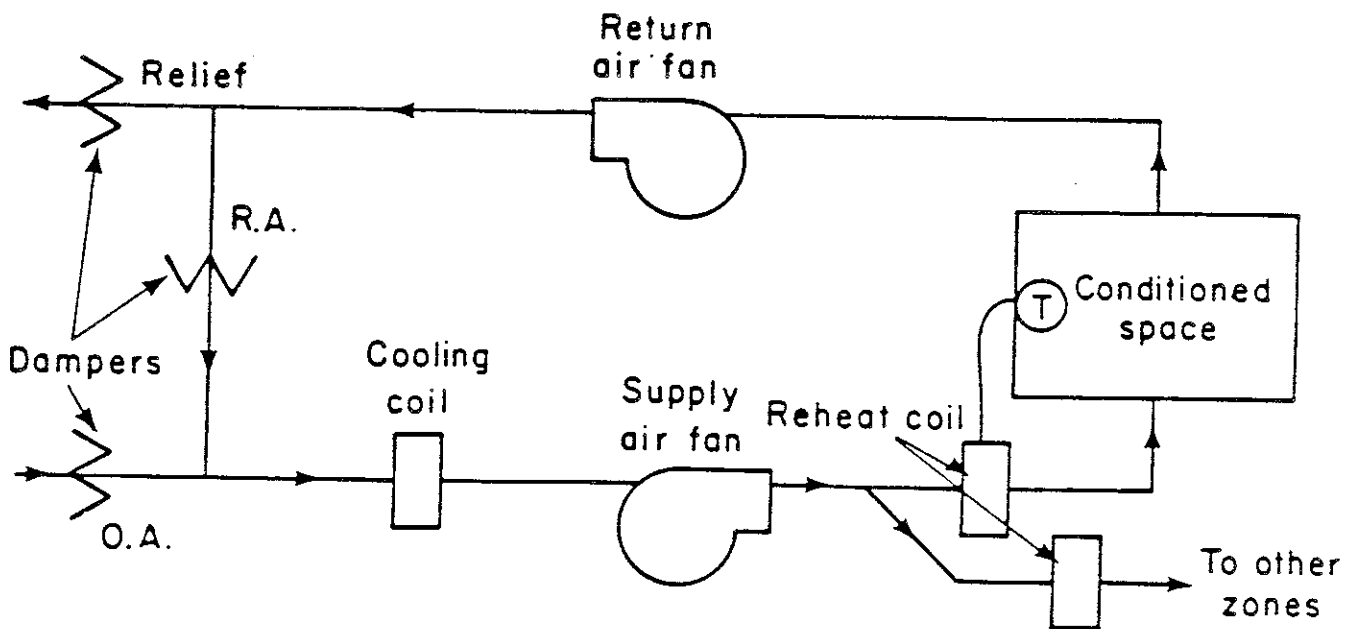 Return
air fan
Relief
R.A.
T
Conditioned
space
Dampers
Cooling
coil
Supply
air fan
Reheat coil
O.A.
To other
zones